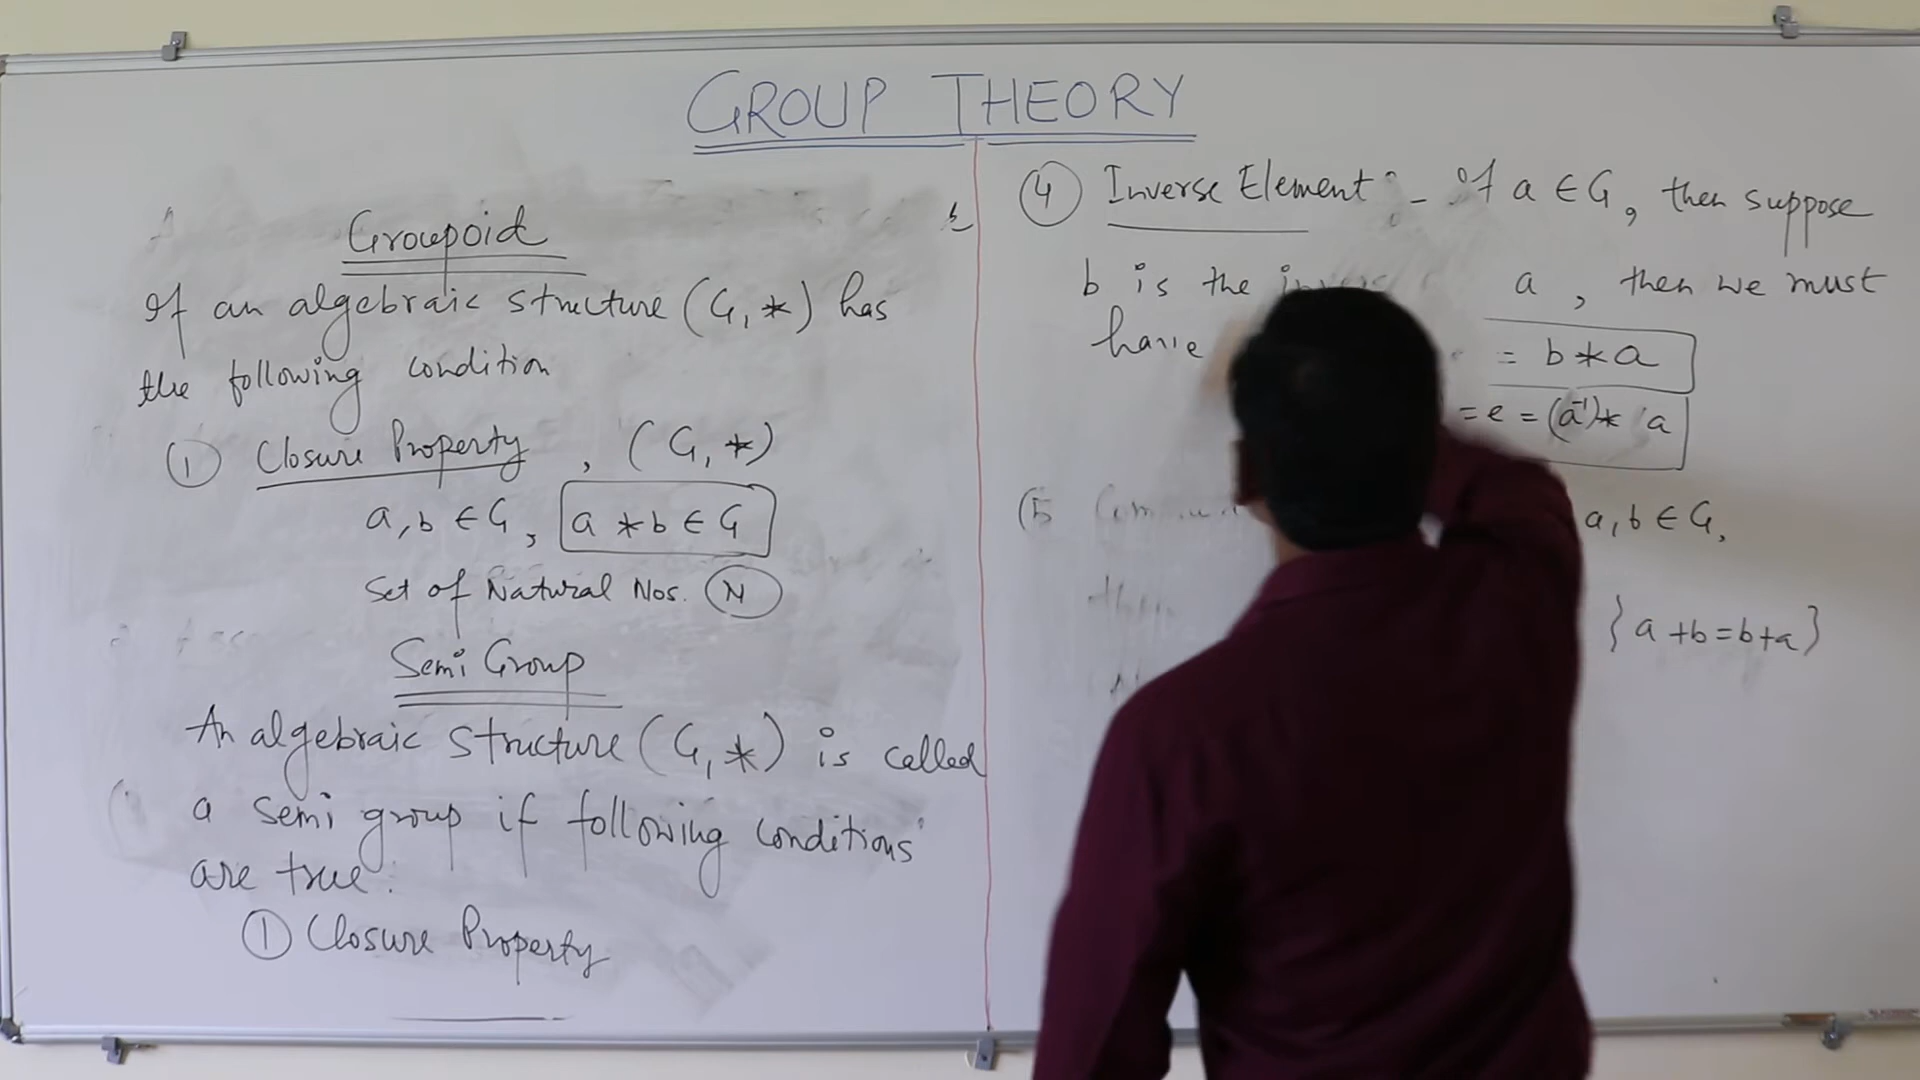 GROUP THEORY
Groupoid
If an algebraic structure (G, *) has
the following condition
① Closure Property , (G, *)
a, b ∈ G, a * b ∈ G
Set of Natural Nos. N
Semi Group
An algebraic structure (G, *) is called
a semi group if following conditions
are true:
① Closure Property
④ Inverse Element :- If a ∈ G, then suppose
b is the a , then we must
have = b * a
= e = (a⁻¹) * a
(5 a, b ∈ G,
{a + b = b + a}